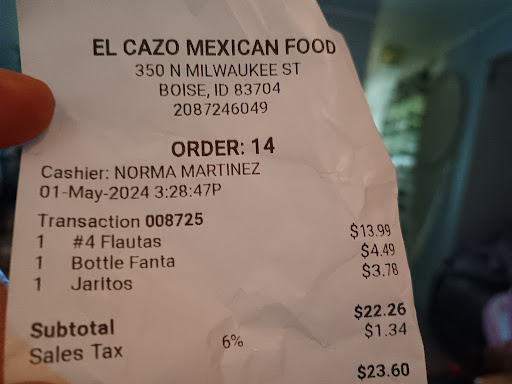 EL CAZO MEXICAN FOOD
350 N MILWAUKEE ST
BOISE, ID 83704
2087246049
ORDER: 14
Cashier: NORMA MARTINEZ
01-May-2024 3:28:47P
Transaction 008725
1 #4 Flautas $13.99
1 Bottle Fanta $4.49
1 Jaritos $3.78
Subtotal $22.26
Sales Tax 6% $1.34
$23.60